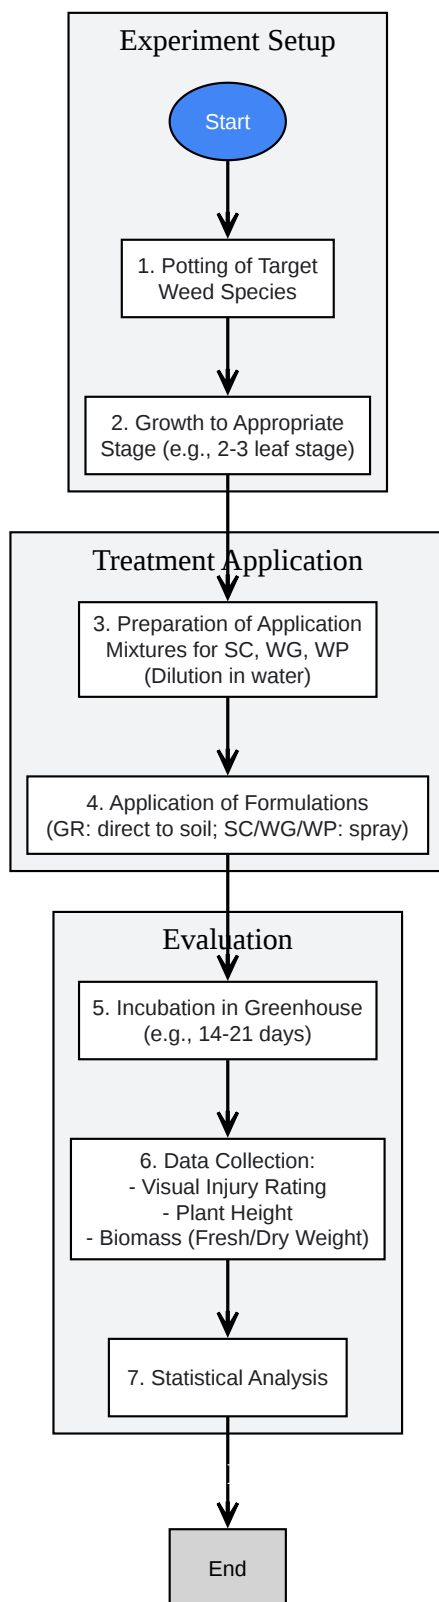 Experiment Setup
Start
1. Potting of Target
Weed Species
2. Growth to Appropriate
Stage (e.g., 2-3 leaf stage)
Treatment Application
3. Preparation of Application
Mixtures for SC, WG, WP
(Dilution in water)
4. Application of Formulations
(GR: direct to soil; SC/WG/WP: spray)
Evaluation
5. Incubation in Greenhouse
(e.g., 14-21 days)
6. Data Collection:
- Visual Injury Rating
- Plant Height
- Biomass (Fresh/Dry Weight)
7. Statistical Analysis
End